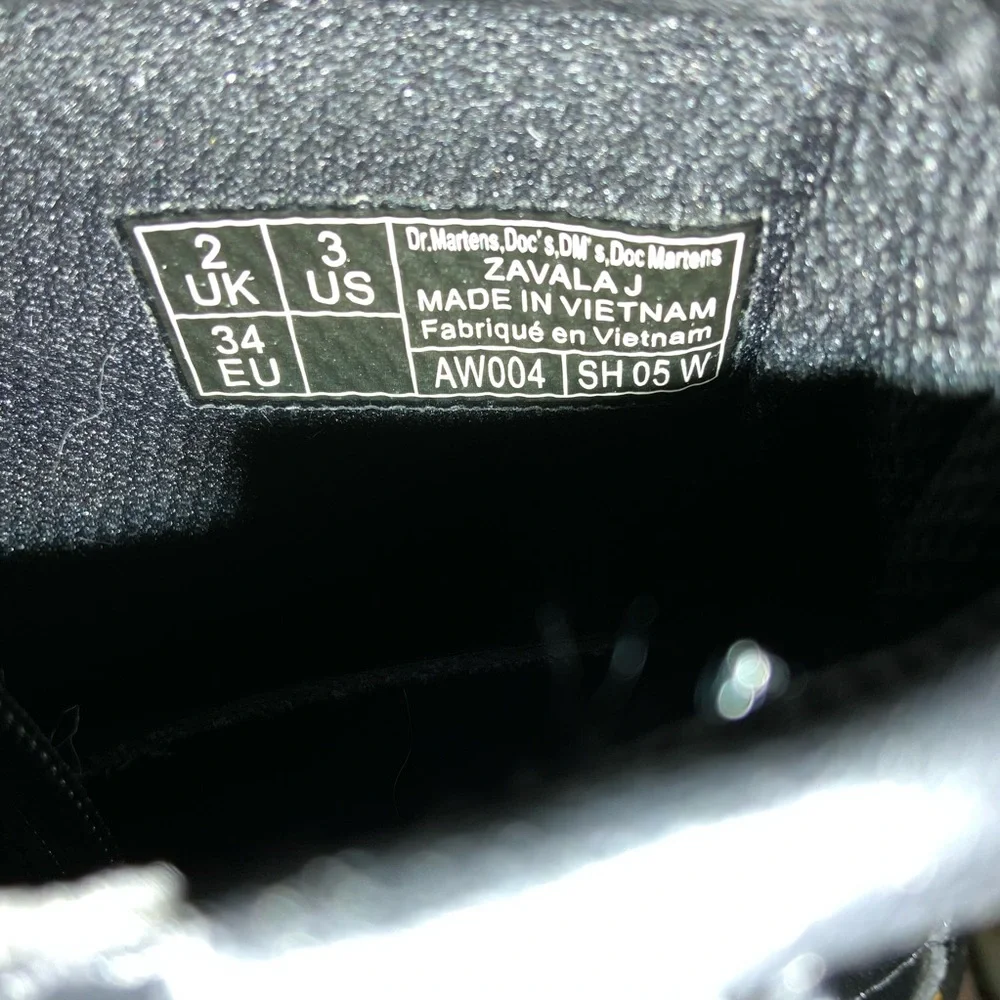 2
UK
3
US
34
EU
Dr.Martens,Doc's,DM's,Doc Martens
ZAVALA J
MADE IN VIETNAM
Fabriqué en Vietnam
AW004
SH 05 W